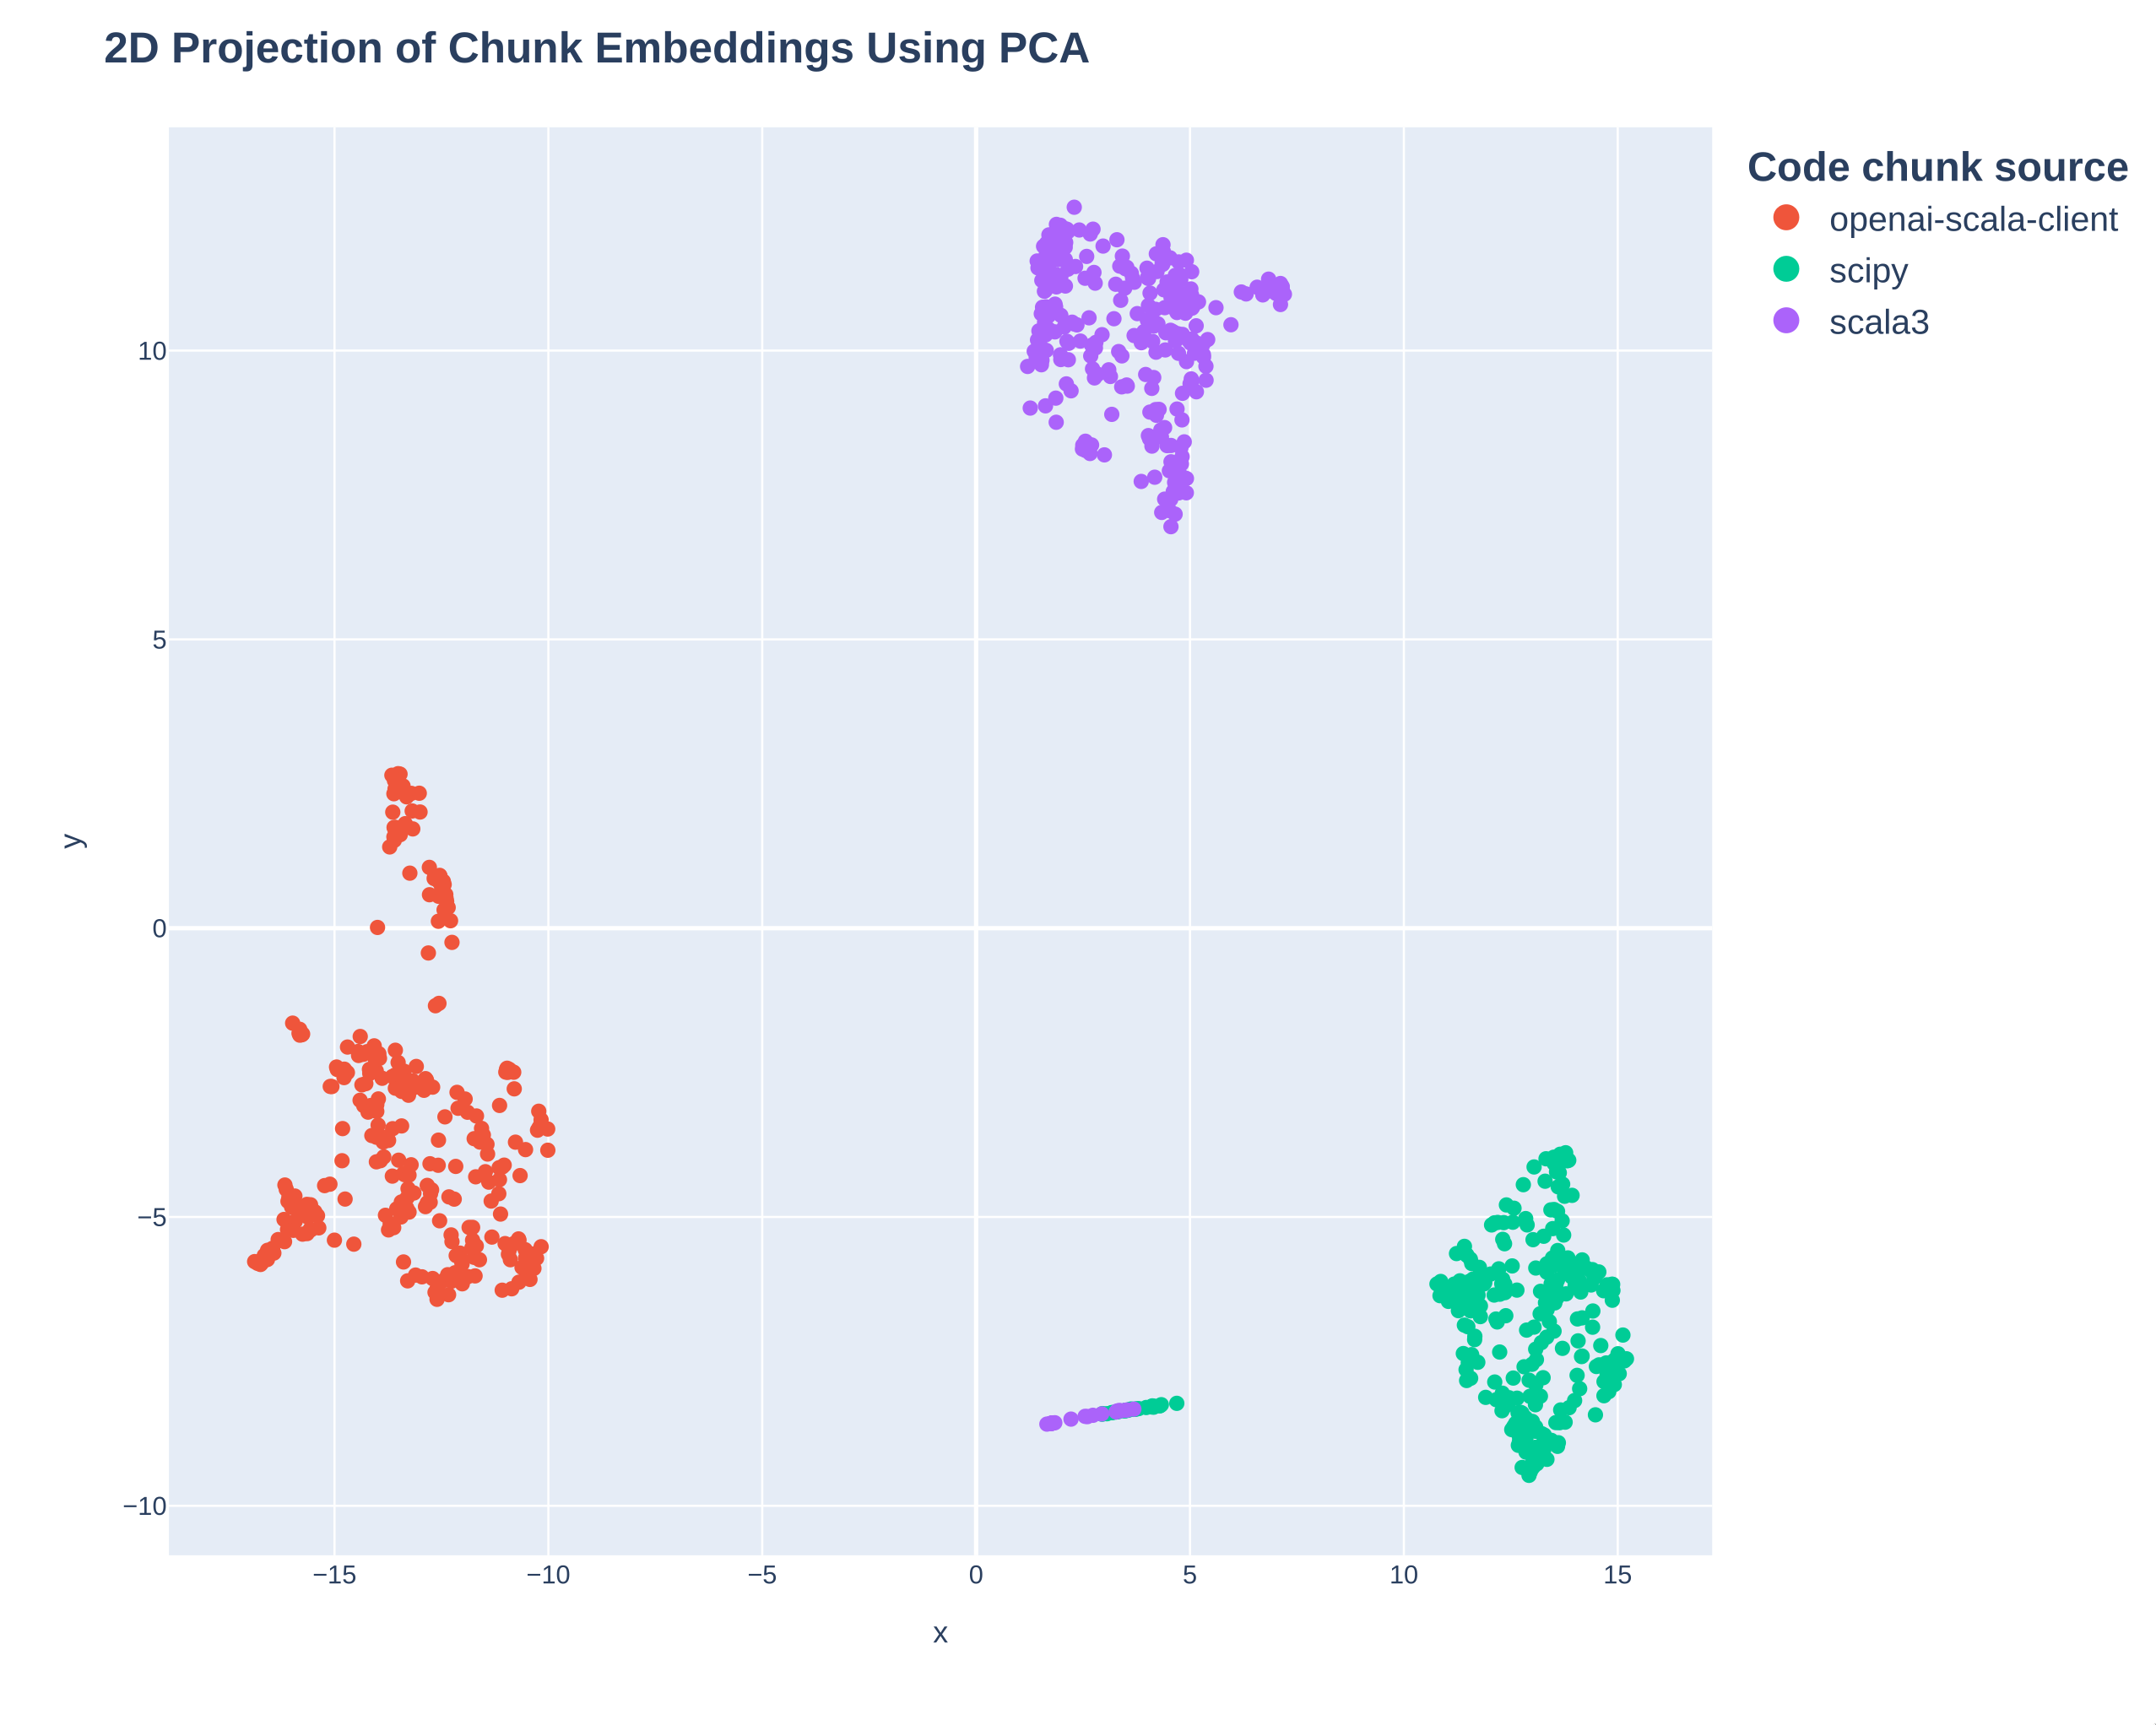 2D Projection of Chunk Embeddings Using PCA
Code chunk source
openai-scala-client
scipy
scala3
10
5
0
−5
−10
y
−15
−10
−5
0
5
10
15
x